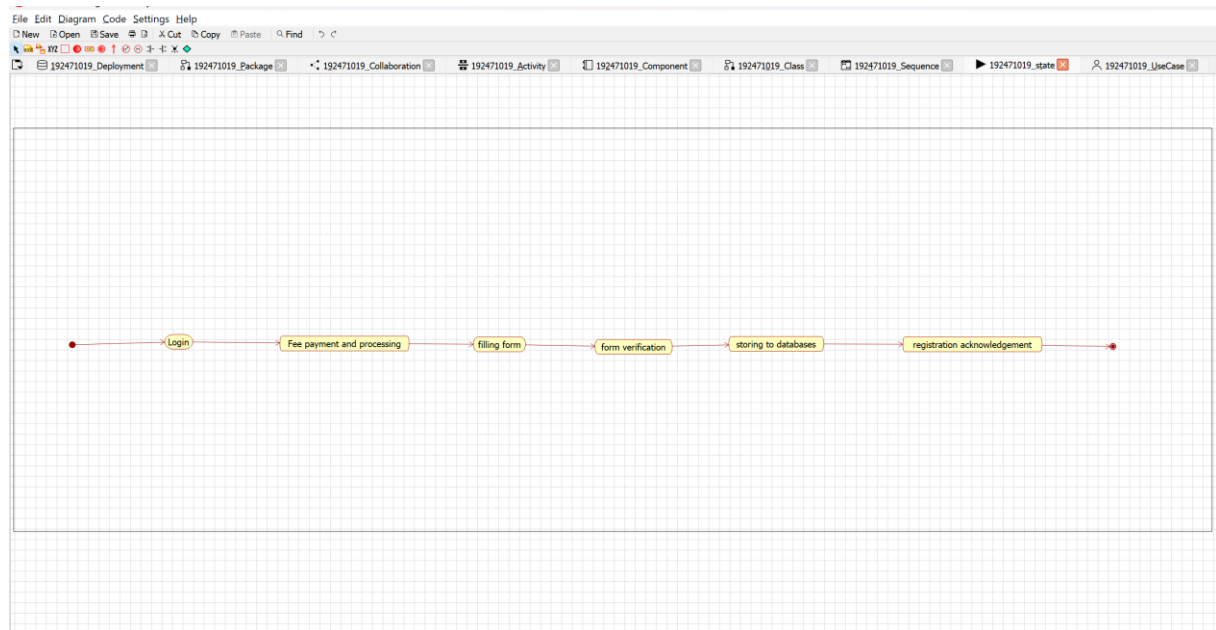 File Edit Diagram Code Settings Help
New Open Save Cut Copy Paste Find
XYZ
192471019_Deployment 192471019_Package 192471019_Collaboration 192471019_Activity 192471019_Component 192471019_Class 192471019_Sequence 192471019_state 192471019_UseCase
Login Fee payment and processing filling form form verification storing to databases registration acknowledgement